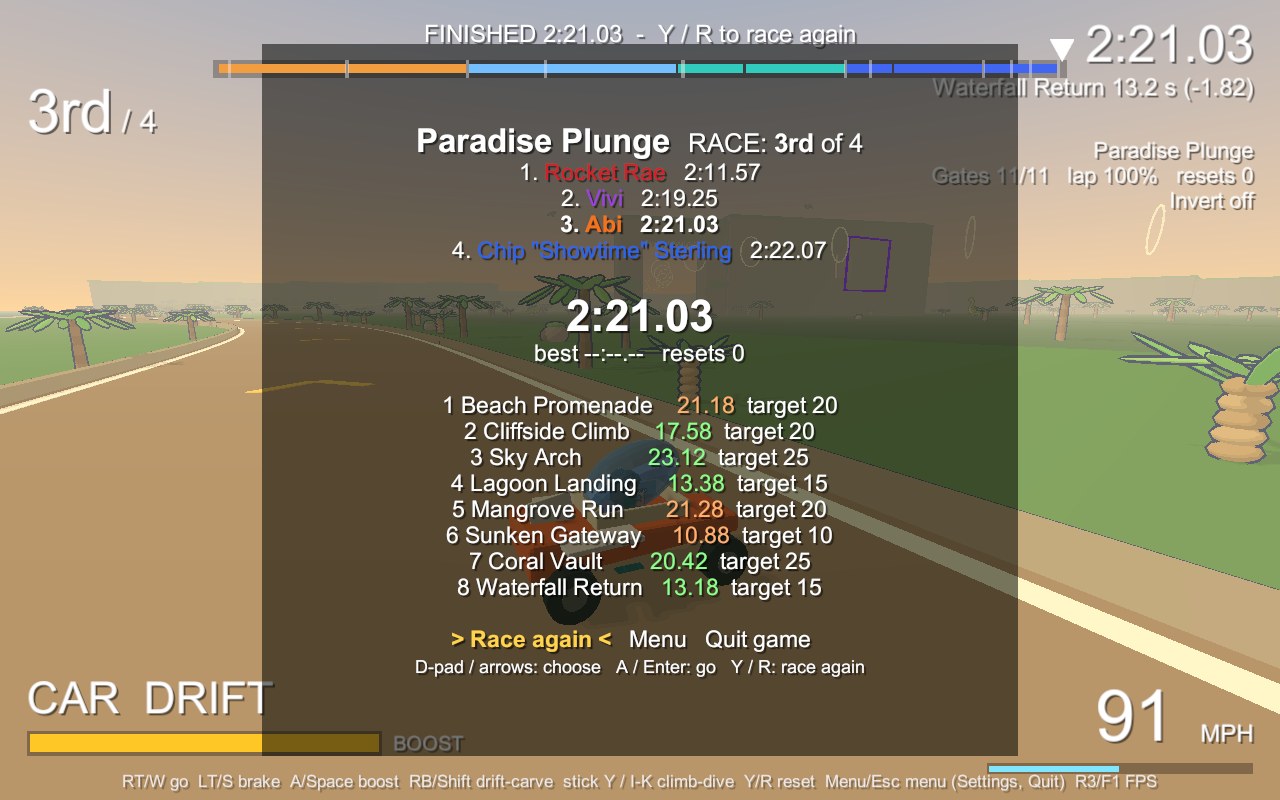 FINISHED 2:21.03 - Y / R to race again
2:21.03
Waterfall Return 13.2 s (-1.82)
3rd / 4
Paradise Plunge
Gates 11/11 lap 100% resets 0
Invert off
Paradise Plunge RACE: 3rd of 4
1. Rocket Rae 2:11.57
2. Vivi 2:19.25
3. Abi 2:21.03
4. Chip "Showtime" Sterling 2:22.07
2:21.03
best --:--.-- resets 0
1 Beach Promenade 21.18 target 20
2 Cliffside Climb 17.58 target 20
3 Sky Arch 23.12 target 25
4 Lagoon Landing 13.38 target 15
5 Mangrove Run 21.28 target 20
6 Sunken Gateway 10.88 target 10
7 Coral Vault 20.42 target 25
8 Waterfall Return 13.18 target 15
> Race again < Menu Quit game
D-pad / arrows: choose A / Enter: go Y / R: race again
CAR DRIFT
BOOST
91 MPH
RT/W go LT/S brake A/Space boost RB/Shift drift-carve stick Y / I-K climb-dive Y/R reset Menu/Esc menu (Settings, Quit) R3/F1 FPS